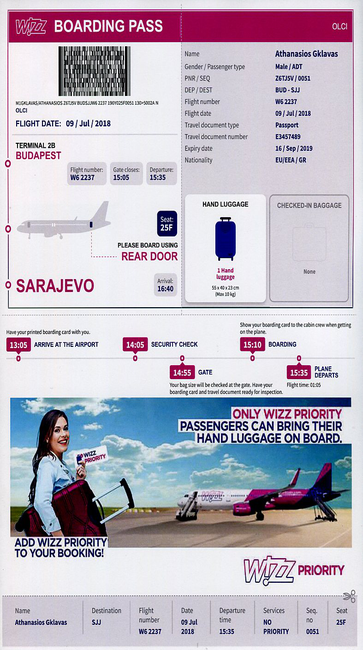 WIZZ BOARDING PASS
OLCI
M1GKLAVAS/ATHANASIOS Z6TJSV BUDSJJW6 2237 190Y025F0051 130>5002A N
OLCI
FLIGHT DATE: 09 / Jul / 2018
Name Athanasios Gklavas
Gender / Passenger type Male / ADT
PNR / SEQ Z6TJSV / 0051
DEP / DEST BUD - SJJ
Flight number W6 2237
Flight date 09 / Jul / 2018
Travel document type Passport
Travel document number E3457489
Expiry date 16 / Sep / 2019
Nationality EU/EEA / GR
TERMINAL 2B
BUDAPEST
Flight number: Gate closes: Departure:
W6 2237 15:05 15:35
Seat:
25F
PLEASE BOARD USING
REAR DOOR
SARAJEVO
Arrival:
16:40
HAND LUGGAGE
1 Hand
luggage
55 x 40 x 23 cm
(Max 10 kg)
CHECKED-IN BAGGAGE
None
Have your printed boarding card with you.
13:05 ARRIVE AT THE AIRPORT
14:05 SECURITY CHECK
Show your boarding card to the cabin crew when getting
on the plane.
15:10 BOARDING
14:55 GATE
Your bag size will be checked at the gate. Have your
boarding card and travel document ready for inspection.
15:35 PLANE
DEPARTS
Flight time: 01:05
ONLY WIZZ PRIORITY
PASSENGERS CAN BRING THEIR
HAND LUGGAGE ON BOARD.
WIZZ
PRIORITY
ADD WIZZ PRIORITY
TO YOUR BOOKING!
WIZZ PRIORITY
Name Destination Flight number Date Departure time Services Seq. no Seat
Athanasios Gklavas SJJ W6 2237 09 Jul 2018 15:35 NO PRIORITY 0051 25F